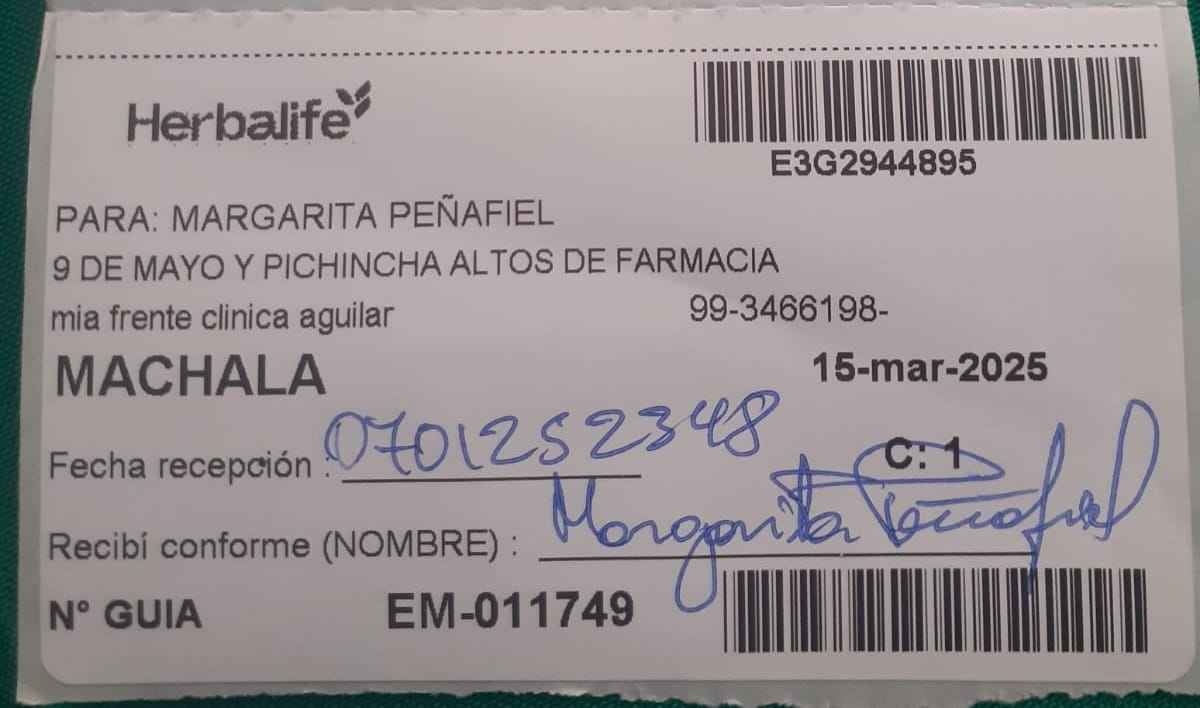 Herbalife
E3G2944895
PARA: MARGARITA PEÑAFIEL
9 DE MAYO Y PICHINCHA ALTOS DE FARMACIA
mia frente clinica aguilar 99-3466198-
MACHALA 15-mar-2025
Fecha recepción : 0701252348 C: 1
Recibí conforme (NOMBRE) : Margarita Peñafiel
N° GUIA EM-011749